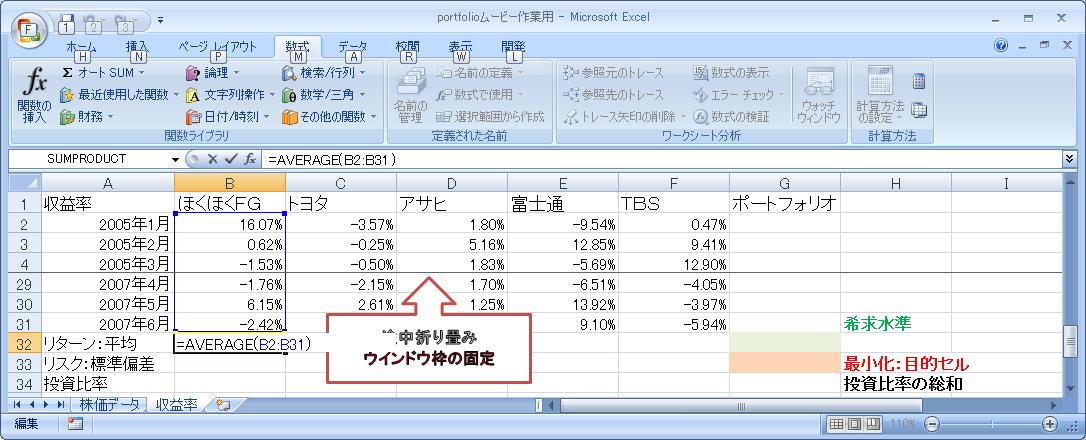 portfolioムービー作業用 - Microsoft Excel
F 1 2 3
ホーム 挿入 ページ レイアウト 数式 データ 校閲 表示 開発
H N P M A R W L
fx 関数の挿入
Σ オート SUM
最近使用した関数
財務
論理
文字列操作
日付/時刻
検索/行列
数学/三角
その他の関数
関数ライブラリ
名前の管理
名前の定義
数式で使用
選択範囲から作成
定義された名前
参照元のトレース
参照先のトレース
トレース矢印の削除
数式の表示
エラー チェック
数式の検証
ウォッチウィンドウ
ワークシート分析
計算方法の設定
計算方法
SUMPRODUCT fx =AVERAGE(B2:B31)
A B C D E F G H I
1 収益率 ほくほくFG トヨタ アサヒ 富士通 TBS ポートフォリオ
2 2005年1月 16.07% -3.57% 1.80% -9.54% 0.47%
3 2005年2月 0.62% -0.25% 5.16% 12.85% 9.41%
4 2005年3月 -1.53% -0.50% 1.83% -5.69% 12.90%
29 2007年4月 -1.76% -2.15% 1.70% -6.51% -4.05%
30 2007年5月 6.15% 2.61% 1.25% 13.92% -3.97%
31 2007年6月 -2.42% 9.10% -5.94% 希求水準
32 リターン:平均 =AVERAGE(B2:B31)
33 リスク:標準偏差 最小化:目的セル
34 投資比率 投資比率の総和
中折り畳み
ウインドウ枠の固定
株価データ 収益率
編集 110%